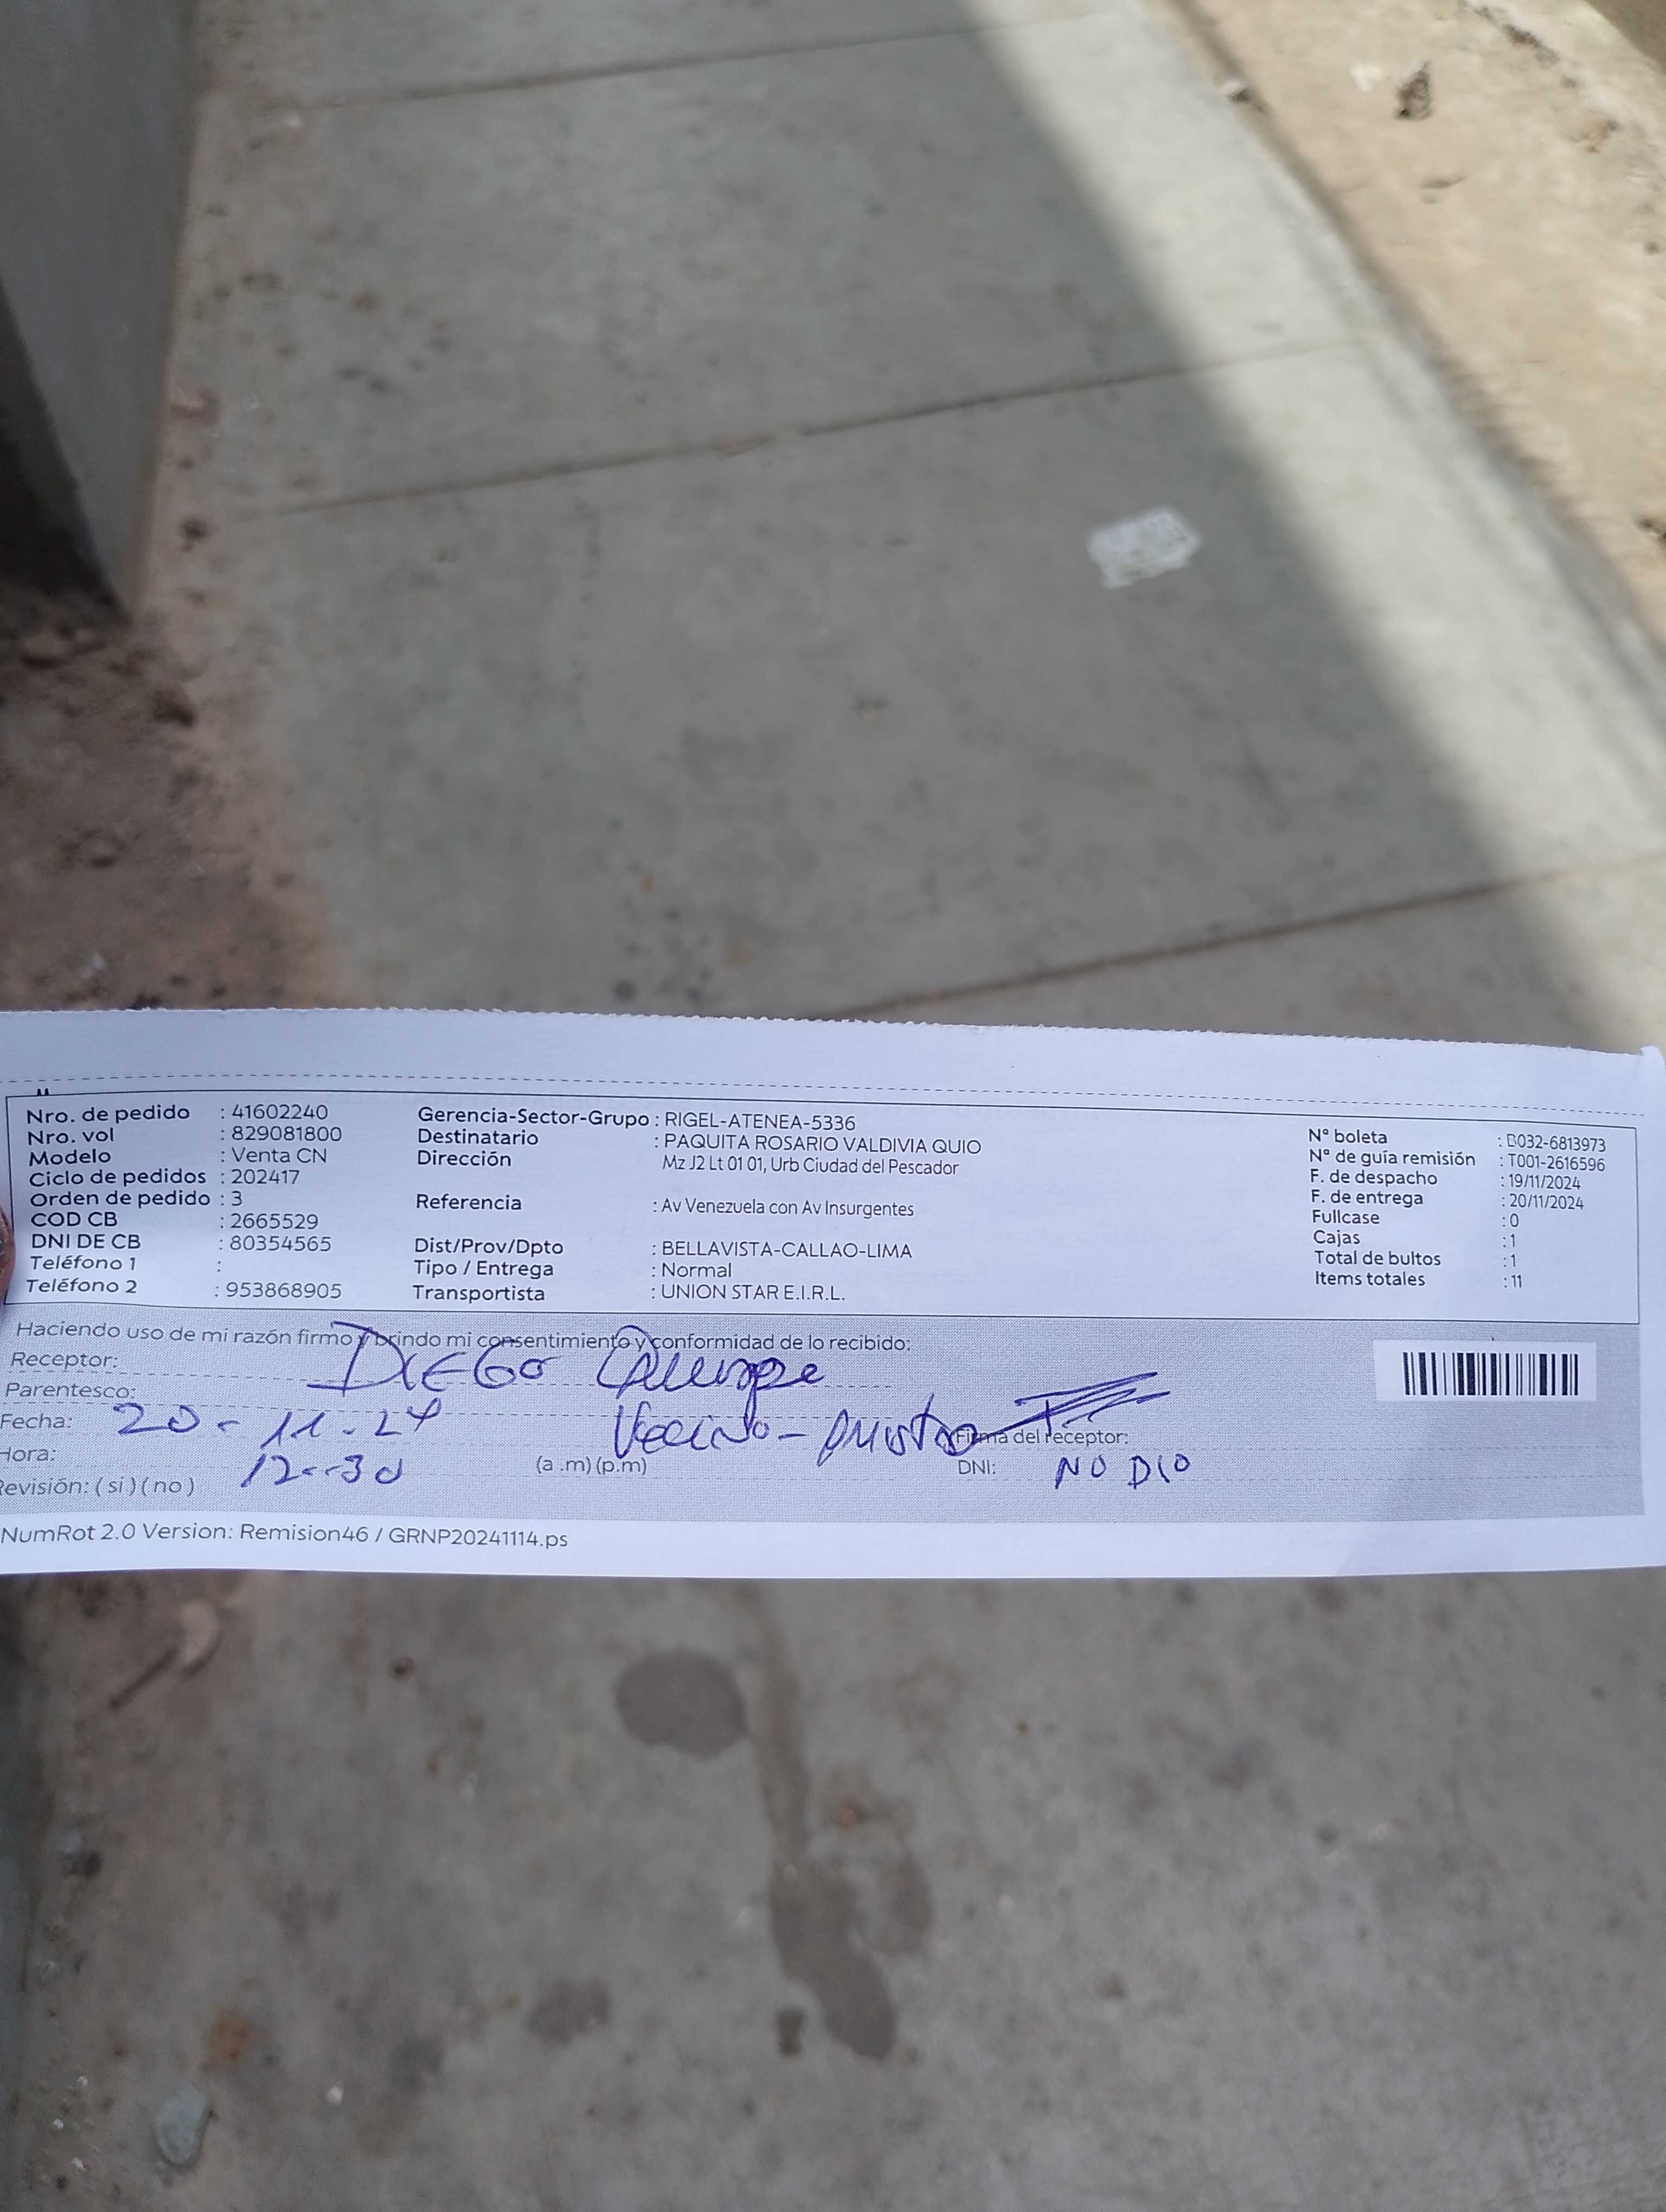 Nro. de pedido : 41602240
Nro. vol : 829081800
Modelo : Venta CN
Ciclo de pedidos : 202417
Orden de pedido : 3
COD CB : 2665529
DNI DE CB : 80354565
Teléfono 1 :
Teléfono 2 : 953868905
Gerencia-Sector-Grupo : RIGEL-ATENEA-5336
Destinatario : PAQUITA ROSARIO VALDIVIA QUIO
Dirección Mz J2 Lt 01 01, Urb Ciudad del Pescador
Referencia : Av Venezuela con Av Insurgentes
Dist/Prov/Dpto : BELLAVISTA-CALLAO-LIMA
Tipo / Entrega : Normal
Transportista : UNION STAR E.I.R.L.
Nº boleta : B032-6813973
Nº de guía remisión : T001-2616596
F. de despacho : 19/11/2024
F. de entrega : 20/11/2024
Fullcase : 0
Cajas : 1
Total de bultos : 1
Items totales : 11
Haciendo uso de mi razón firmo y brindo mi consentimiento y conformidad de lo recibido:
Receptor: DIEGO Quispe
Parentesco:
Fecha: 20-11-24 Vecino-
Firma del receptor:
Hora: 12:30 (a .m) (p.m) DNI: NO DIO
Revisión: ( si ) ( no )
NumRot 2.0 Version: Remision46 / GRNP20241114.ps